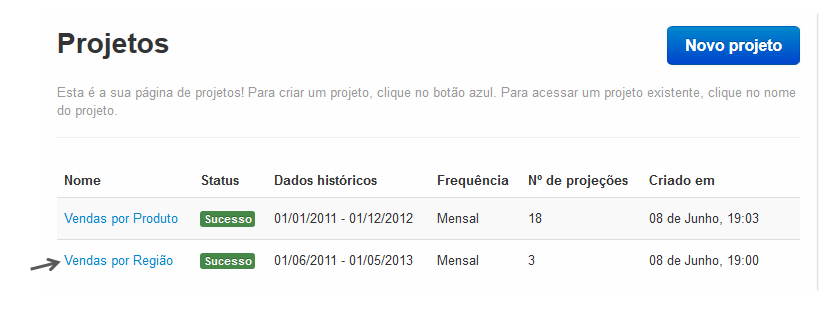 Projetos
Novo projeto
Esta é a sua página de projetos! Para criar um projeto, clique no botão azul. Para acessar um projeto existente, clique no nome
do projeto.
Nome Status Dados históricos Frequência Nº de projeções Criado em
Vendas por Produto Sucesso 01/01/2011 - 01/12/2012 Mensal 18 08 de Junho, 19:03
Vendas por Região Sucesso 01/06/2011 - 01/05/2013 Mensal 3 08 de Junho, 19:00